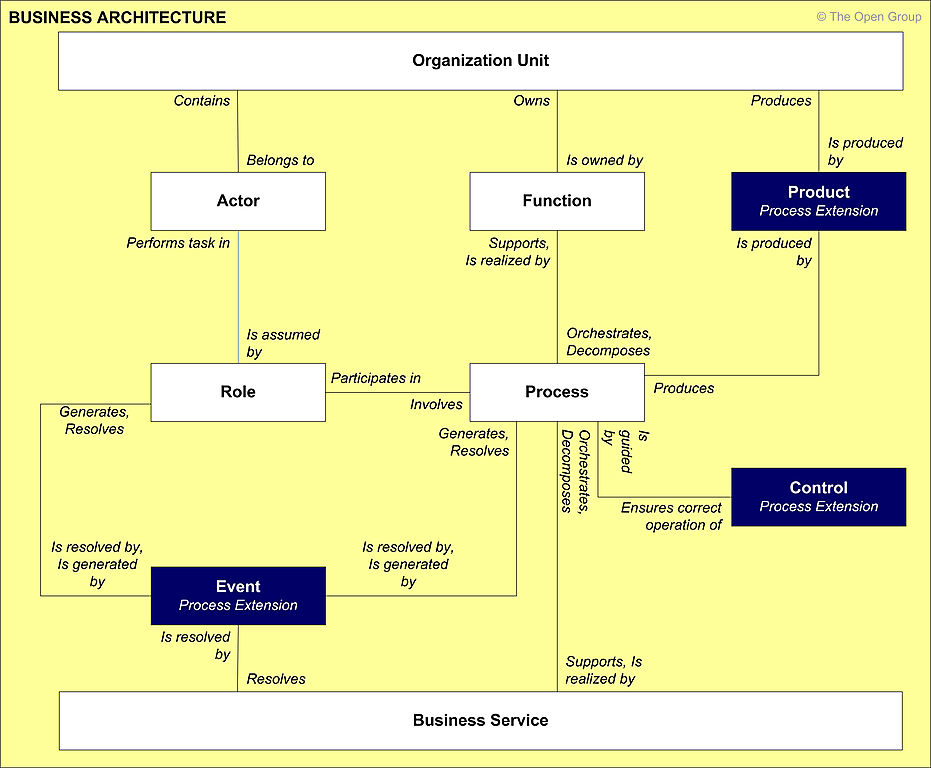 BUSINESS ARCHITECTURE
© The Open Group
Organization Unit
Contains
Owns
Produces
Belongs to
Is owned by
Is produced
by
Actor
Function
Product
Process Extension
Performs task in
Supports,
Is realized by
Is produced
by
Is assumed
by
Orchestrates,
Decomposes
Role
Participates in
Involves
Process
Produces
Generates,
Resolves
Generates,
Resolves
Orchestrates,
Decomposes
Is
guided
by
Control
Process Extension
Ensures correct
operation of
Is resolved by,
Is generated
by
Is resolved by,
Is generated
by
Event
Process Extension
Is resolved
by
Resolves
Supports, Is
realized by
Business Service